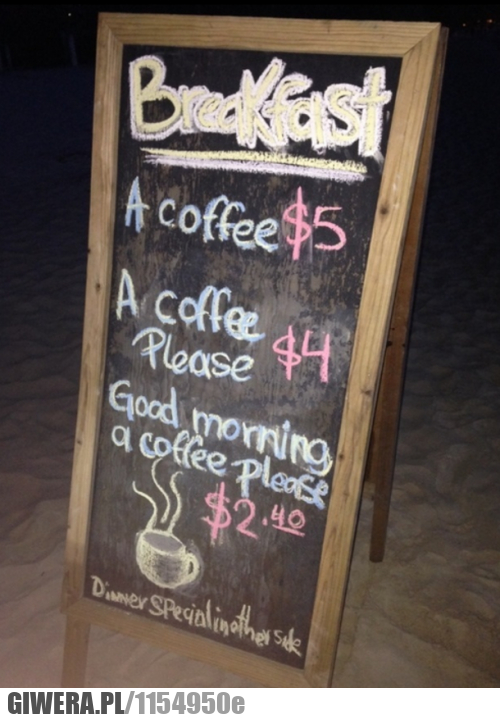 Breakfast
A coffee $5
A coffee
Please $4
Good morning
a coffee please
$2.40
Dinner special in other side
GIWERA.PL/1154950e